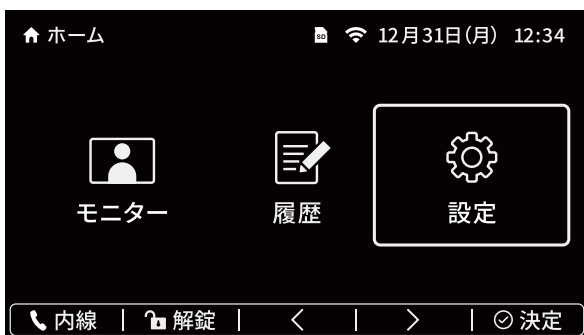 ホーム SD 12月31日(月) 12:34
モニター 履歴 設定
内線 解錠 < > 決定